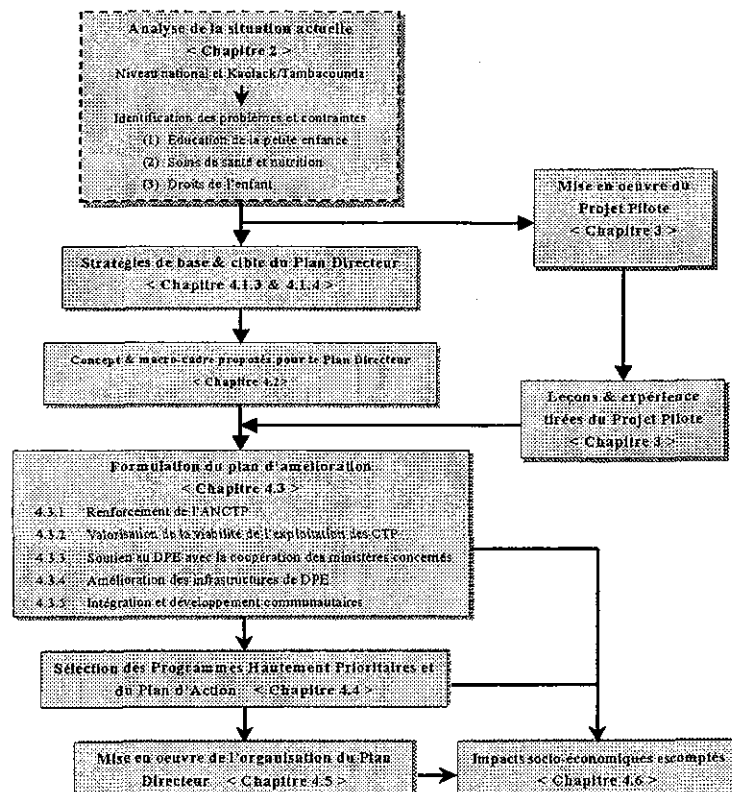 Analyse de la situation actuelle
< Chapitre 2 >
Niveau national et Kaolack/Tambacounda
Identification des problèmes et contraintes
(1) Education de la petite enfance
(2) Soins de santé et nutrition
(3) Droits de l'enfant
Mise en oeuvre du
Projet Pilote
< Chapitre 3 >
Stratégies de base & cible du Plan Directeur
< Chapitre 4.1.3 & 4.1.4 >
Concept & macro-cadre proposés pour le Plan Directeur
< Chapitre 4.2>
Leçons & expérience
tirées du Projet Pilote
< Chapitre 3 >
Formulation du plan d'amélioration
< Chapitre 4.3 >
4.3.1 Renforcement de l'ANCTP
4.3.2 Valorisation de la viabilité de l'exploitation des CTP
4.3.3 Soutien au DPE avec la coopération des ministères concernés
4.3.4 Amélioration des infrastructures de DPE
4.3.5 Intégration et développement communautaires
Sélection des Programmes Hautement Prioritaires et
du Plan d'Action < Chapitre 4.4 >
Mise en oeuvre de l'organisation du Plan
Directeur < Chapitre 4.5 >
Impacts socio-économiques escomptés
< Chapitre 4.6 >